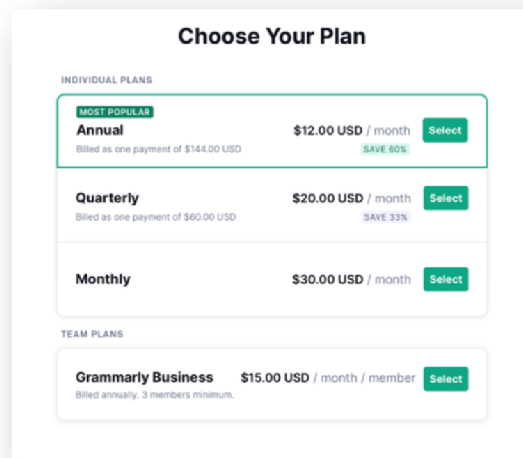 Choose Your Plan
INDIVIDUAL PLANS
MOST POPULAR
Annual
$12.00 USD / month
Select
Billed as one payment of $144.00 USD
SAVE 60%
Quarterly
$20.00 USD / month
Select
Billed as one payment of $60.00 USD
SAVE 33%
Monthly
$30.00 USD / month
Select
TEAM PLANS
Grammarly Business
$15.00 USD / month / member
Select
Billed annually. 3 members minimum.